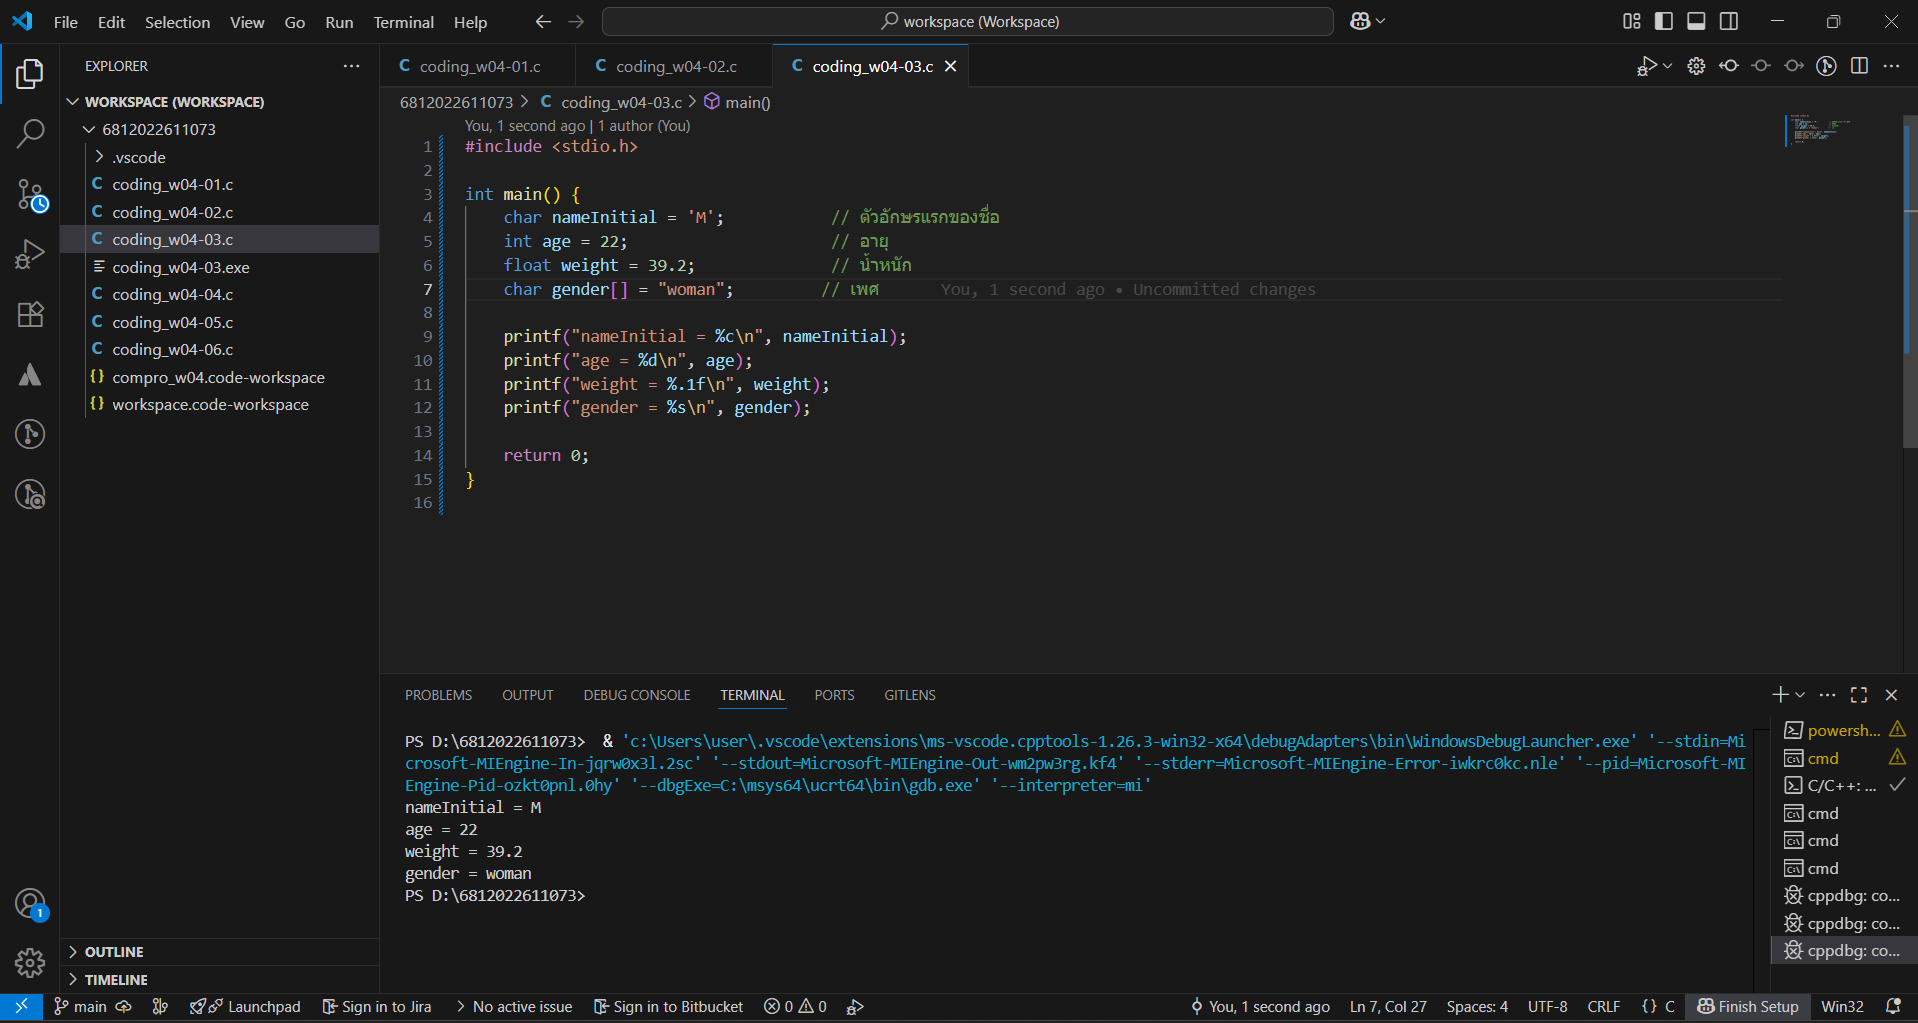 File Edit Selection View Go Run Terminal Help
workspace (Workspace)
EXPLORER
WORKSPACE (WORKSPACE)
6812022611073
.vscode
C coding_w04-01.c
C coding_w04-02.c
C coding_w04-03.c
coding_w04-03.exe
C coding_w04-04.c
C coding_w04-05.c
C coding_w04-06.c
{} compro_w04.code-workspace
{} workspace.code-workspace
OUTLINE
TIMELINE
C coding_w04-01.c C coding_w04-02.c C coding_w04-03.c
6812022611073 > C coding_w04-03.c > main()
You, 1 second ago | 1 author (You)
1 #include <stdio.h>
2
3 int main() {
4 char nameInitial = 'M'; // ตัวอักษรแรกของชื่อ
5 int age = 22; // อายุ
6 float weight = 39.2; // น้ำหนัก
7 char gender[] = "woman"; // เพศ You, 1 second ago • Uncommitted changes
8
9 printf("nameInitial = %c\n", nameInitial);
10 printf("age = %d\n", age);
11 printf("weight = %.1f\n", weight);
12 printf("gender = %s\n", gender);
13
14 return 0;
15 }
16
PROBLEMS OUTPUT DEBUG CONSOLE TERMINAL PORTS GITLENS
PS D:\6812022611073> & 'c:\Users\user\.vscode\extensions\ms-vscode.cpptools-1.26.3-win32-x64\debugAdapters\bin\WindowsDebugLauncher.exe' '--stdin=Mi
crosoft-MIEngine-In-jqrw0x3l.2sc' '--stdout=Microsoft-MIEngine-Out-wm2pw3rg.kf4' '--stderr=Microsoft-MIEngine-Error-iwkrc0kc.nle' '--pid=Microsoft-MI
Engine-Pid-ozkt0pnl.0hy' '--dbgExe=C:\msys64\ucrt64\bin\gdb.exe' '--interpreter=mi'
nameInitial = M
age = 22
weight = 39.2
gender = woman
PS D:\6812022611073>
powersh...
cmd
C/C++: ...
cmd
cmd
cmd
cppdbg: co...
cppdbg: co...
cppdbg: co...
1
main Launchpad Sign in to Jira > No active issue Sign in to Bitbucket 0 0 You, 1 second ago Ln 7, Col 27 Spaces: 4 UTF-8 CRLF {} C Finish Setup Win32